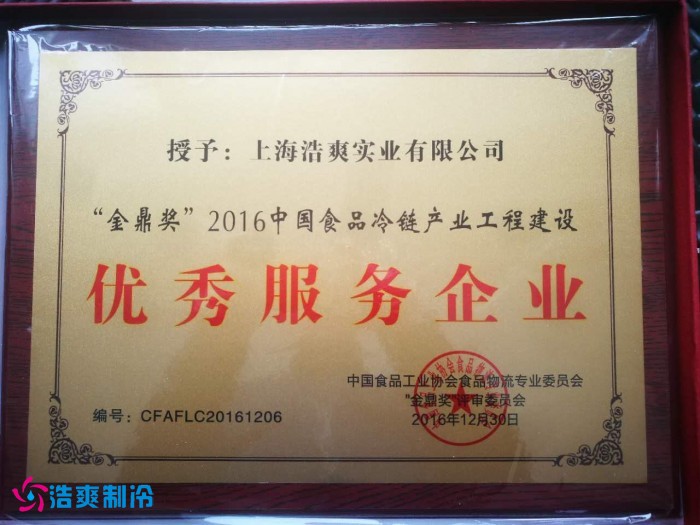 授予：上海浩爽实业有限公司
“金鼎奖”2016中国食品冷链产业工程建设
优秀服务企业
中国食品工业协会食品物流专业委员会
"金鼎奖"评审委员会
编号：CFAFLC20161206
2016年12月30日
浩爽制冷